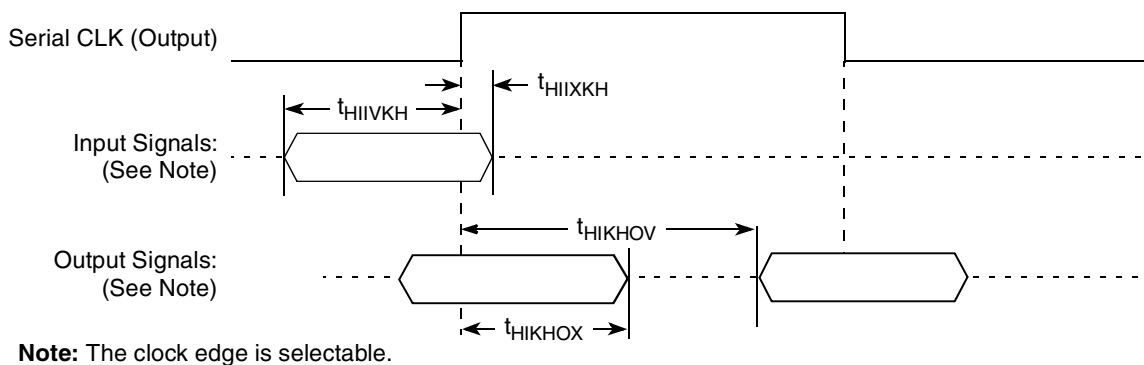 Serial CLK (Output)
tHIIXKH
tHIIVKH
Input Signals:
(See Note)
tHIKHOV
Output Signals:
(See Note)
tHIKHOX
Note: The clock edge is selectable.